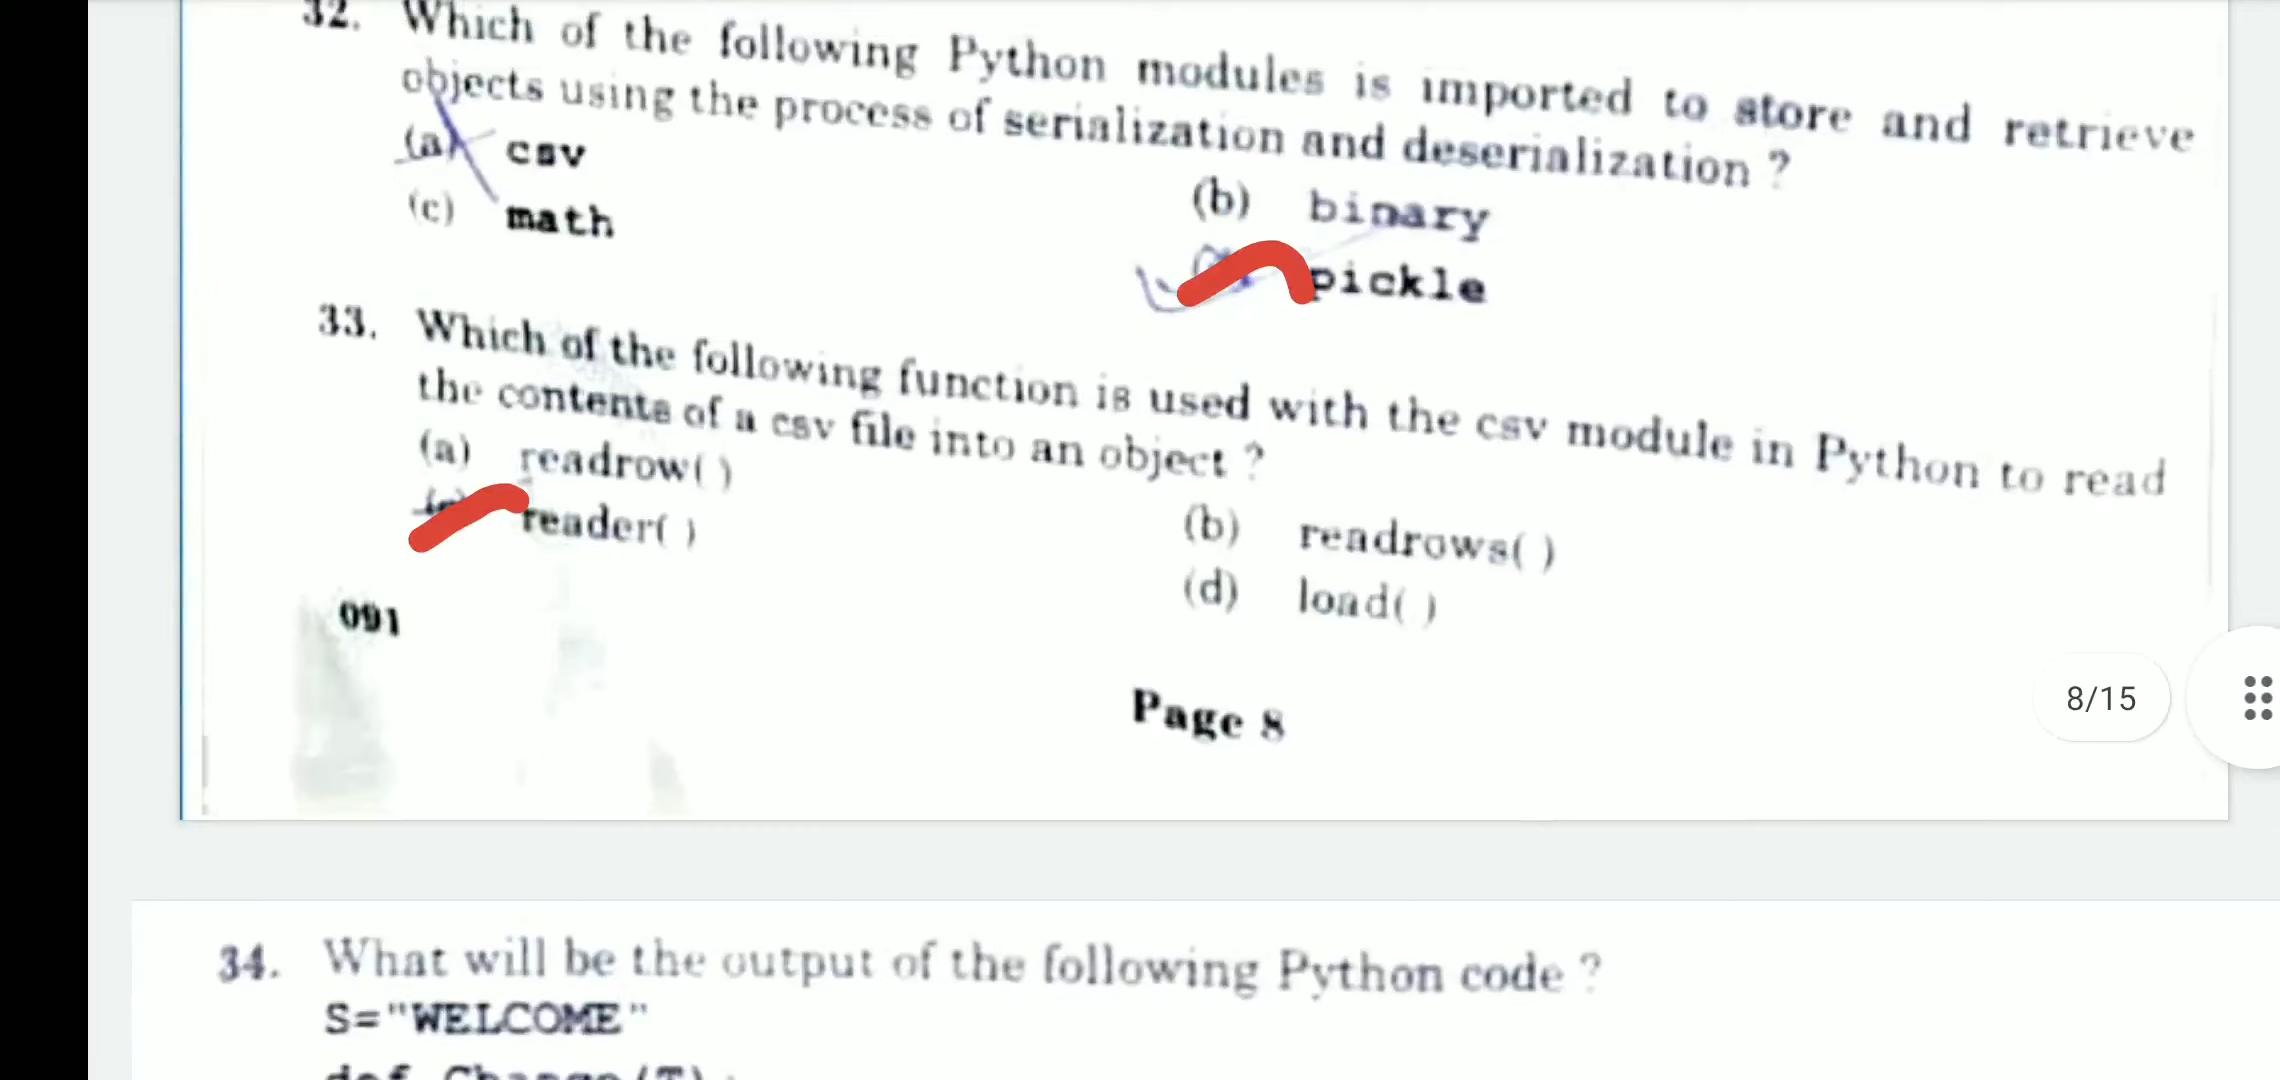 32. Which of the following Python modules is imported to store and retrieve
objects using the process of serialization and deserialization ?
(a) csv
(b) binary
(c) math
pickle
33. Which of the following function is used with the csv module in Python to read
the contents of a csv file into an object ?
(a) readrow( )
(b) readrows( )
reader( )
(d) load( )
091
Page 8
8/15
34. What will be the output of the following Python code ?
S="WELCOME"
def Change(T):